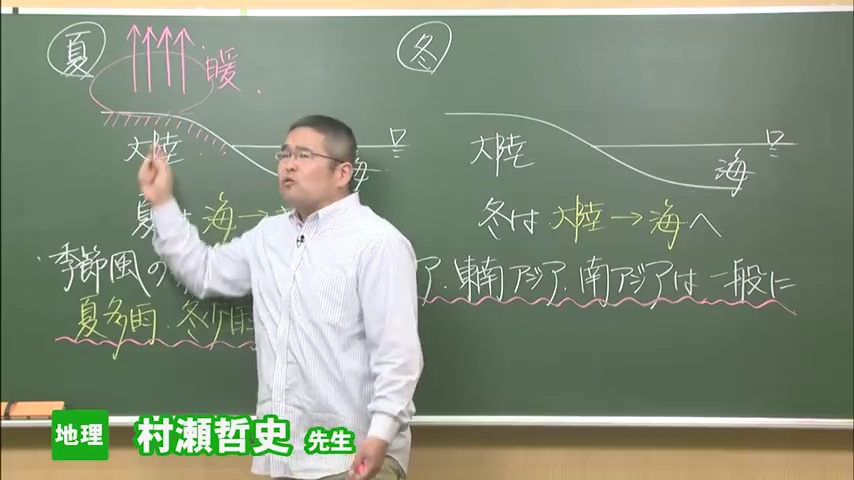 夏
冬
暖
大陸
海
大陸
海
海→
冬は大陸→海へ
季節風の
ア、東南アジア、南アジアは一般に
夏多雨、冬少雨
地理
村瀬哲史 先生